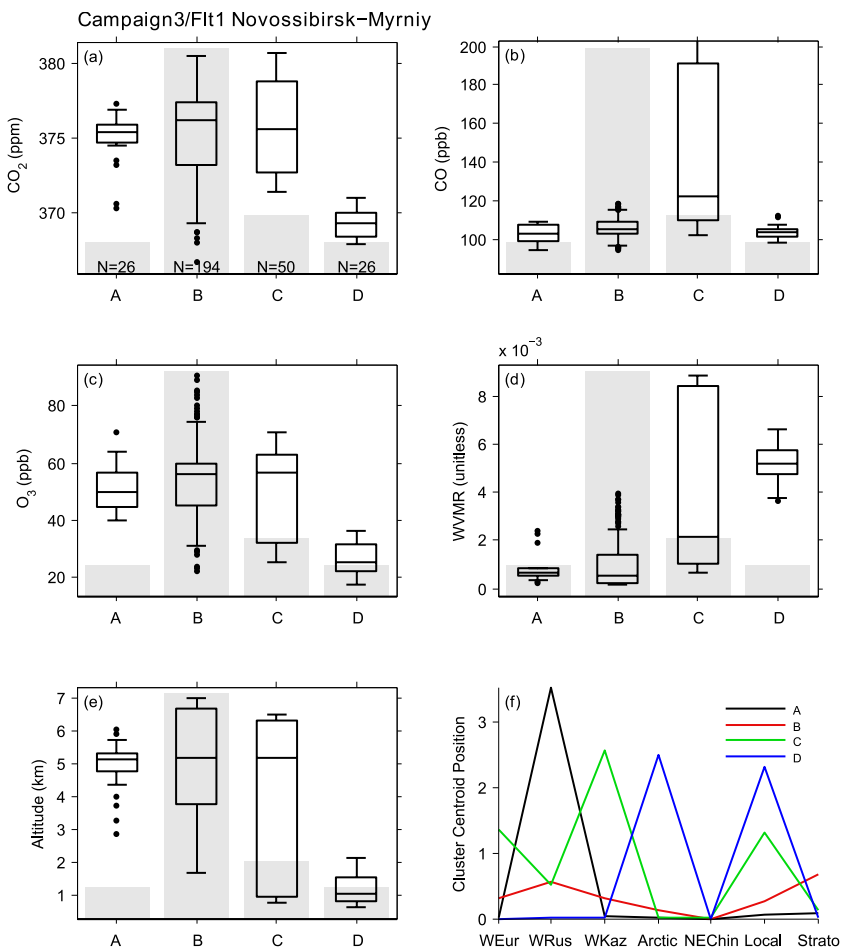 Campaign3/Flt1 Novossibirsk−Myrniy
(a)
CO2 (ppm)
380
375
370
N=26 N=194 N=50 N=26
A B C D
(b)
CO (ppb)
200
180
160
140
120
100
A B C D
(c)
O3 (ppb)
80
60
40
20
A B C D
x 10−3
(d)
WVMR (unitless)
8
6
4
2
0
A B C D
(e)
Altitude (km)
7
6
5
4
3
2
1
A B C D
(f)
Cluster Centroid Position
3
2
1
0
A
B
C
D
WEur WRus WKaz Arctic NEChin Local Strato